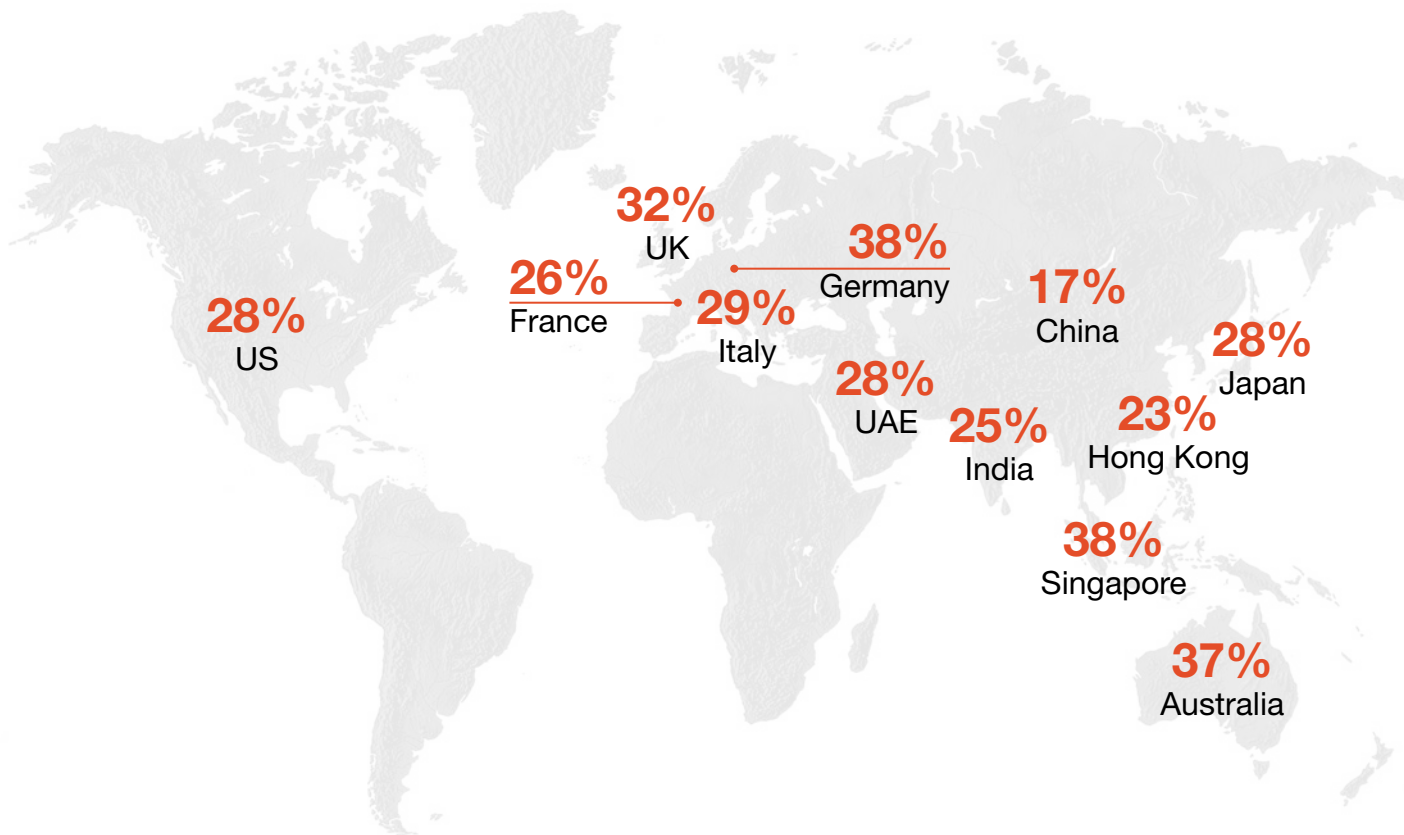 32%
UK
38%
Germany
26%
France
29%
Italy
28%
US
17%
China
28%
Japan
28%
UAE
25%
India
23%
Hong Kong
38%
Singapore
37%
Australia